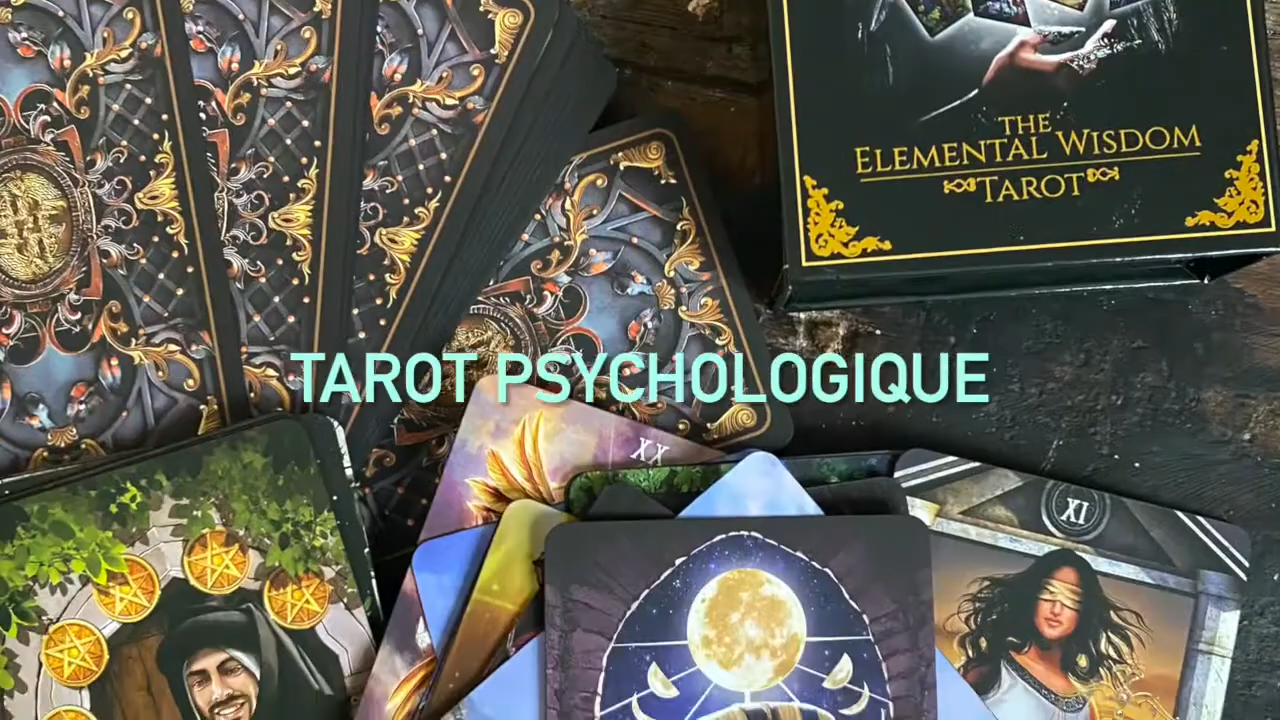 THE
ELEMENTAL WISDOM
TAROT
TAROT PSYCHOLOGIQUE
XX
XI